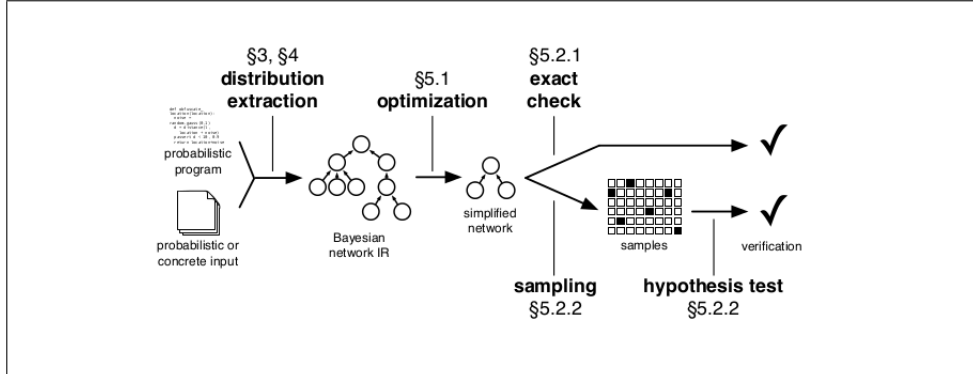 §3, §4
distribution
extraction
§5.1
optimization
§5.2.1
exact
check
probabilistic
program
probabilistic or
concrete input
Bayesian
network IR
simplified
network
samples
verification
sampling
§5.2.2
hypothesis test
§5.2.2